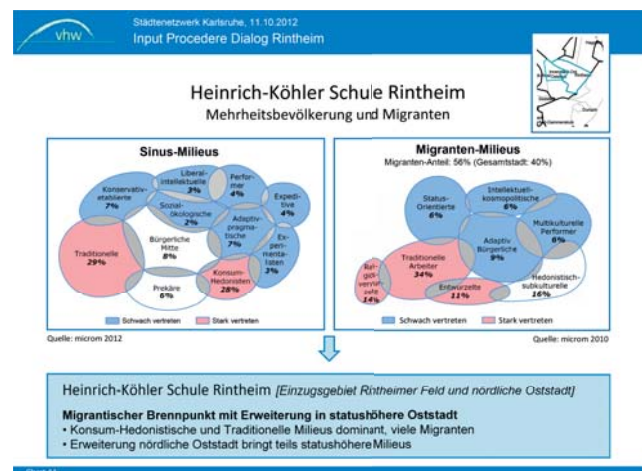 vhw
Städtenetzwerk Karlsruhe, 11.10.2012
Input Procedere Dialog Rintheim
Heinrich-Köhler Schule Rintheim
Mehrheitsbevölkerung und Migranten
Sinus-Milieus
Liberal-
intellektuelle
3%
Perfor-
mer
4%
Konservativ-
etablierte
7%
Expedi-
tive
4%
Sozial-
ökologische
2%
Adaptiv-
pragma-
tische
7%
Bürgerliche
Mitte
8%
Ex-
peri-
menta-
listen
3%
Traditionelle
29%
Konsum-
Hedonisten
28%
Prekäre
6%
Schwach vertreten
Stark vertreten
Quelle: microm 2012
Migranten-Milieus
Migranten-Anteil: 56% (Gesamtstadt: 40%)
Status-
Orientierte
6%
Intellektuell-
kosmopolitische
6%
Multikulturelle
Performer
6%
Adaptiv
Bürgerliche
9%
Traditionelle
Arbeiter
34%
Hedonistisch-
subkulturelle
16%
Religiös-
verwur-
zelte
14%
Entwurzelte
11%
Schwach vertreten
Stark vertreten
Quelle: microm 2010
Heinrich-Köhler Schule Rintheim [Einzugsgebiet Rintheimer Feld und nördliche Oststadt]
Migrantischer Brennpunkt mit Erweiterung in statushöhere Oststadt
• Konsum-Hedonistische und Traditionelle Milieus dominant, viele Migranten
• Erweiterung nördliche Oststadt bringt teils statushöhere Milieus